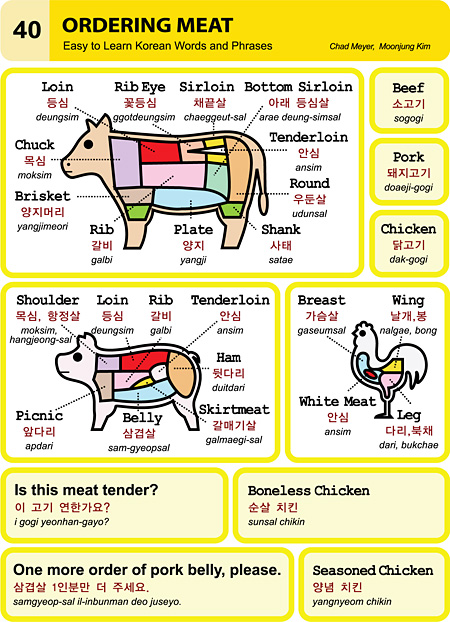 40
ORDERING MEAT
Easy to Learn Korean Words and Phrases
Chad Meyer, Moonjung Kim
Loin
등심
deungsim
Rib Eye
꽃등심
ggotdeungsim
Sirloin
채끝살
chaeggeut-sal
Bottom Sirloin
아래 등심살
arae deung-simsal
Chuck
목심
moksim
Tenderloin
안심
ansim
Brisket
양지머리
yangjimeori
Round
우둔살
udunsal
Rib
갈비
galbi
Plate
양지
yangji
Shank
사태
satae
Beef
소고기
sogogi
Pork
돼지고기
doaeji-gogi
Chicken
닭고기
dak-gogi
Shoulder
목심, 항정살
moksim,
hangjeong-sal
Loin
등심
deungsim
Rib
갈비
galbi
Tenderloin
안심
ansim
Ham
뒷다리
duitdari
Picnic
앞다리
apdari
Belly
삼겹살
sam-gyeopsal
Skirtmeat
갈매기살
galmaegi-sal
Breast
가슴살
gaseumsal
Wing
날개,봉
nalgae, bong
White Meat
안심
ansim
Leg
다리,북채
dari, bukchae
Is this meat tender?
이 고기 연한가요?
i gogi yeonhan-gayo?
Boneless Chicken
순살 치킨
sunsal chikin
One more order of pork belly, please.
삼겹살 1인분만 더 주세요.
samgyeop-sal il-inbunman deo juseyo.
Seasoned Chicken
양념 치킨
yangnyeom chikin